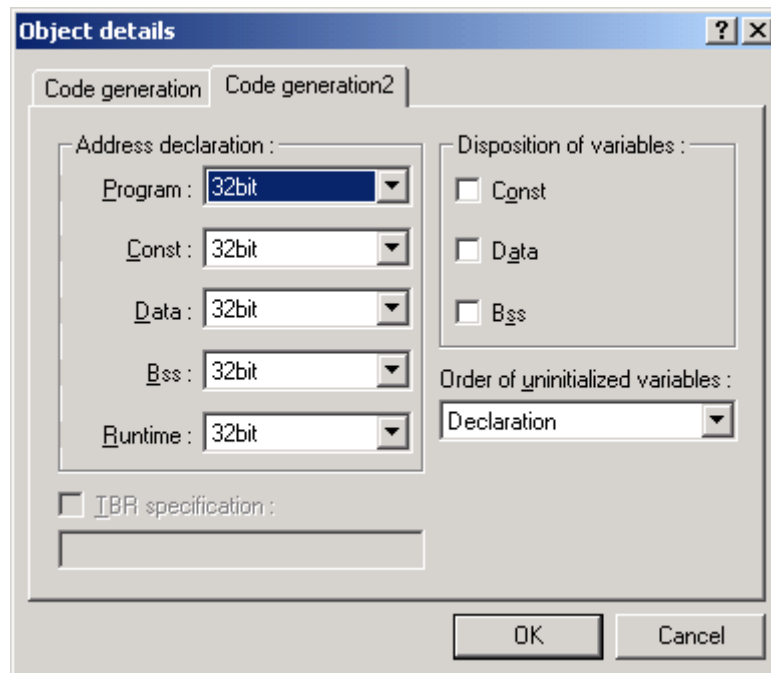 Object details
Code generation
Code generation2
Address declaration :
Program : 32bit
Const : 32bit
Data : 32bit
Bss : 32bit
Runtime : 32bit
TBR specification :
Disposition of variables :
Const
Data
Bss
Order of uninitialized variables :
Declaration
OK
Cancel